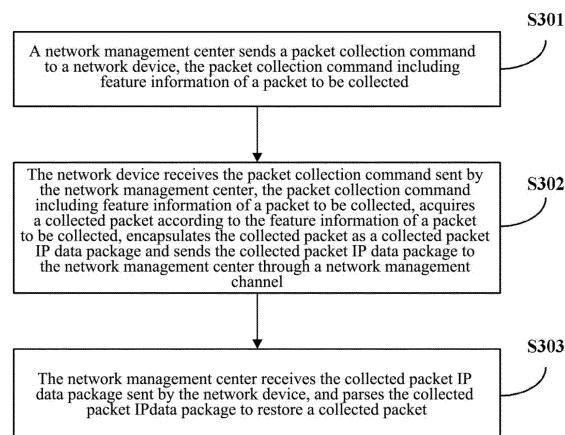 S301
A network management center sends a packet collection command
to a network device, the packet collection command including
feature information of a packet to be collected
S302
The network device receives the packet collection command sent by
the network management center, the packet collection command
including feature information of a packet to be collected, acquires
a collected packet according to the feature information of a packet
to be collected, encapsulates the collected packet as a collected packet
IP data package and sends the collected packet IP data package to
the network management center through a network management
channel
S303
The network management center receives the collected packet IP
data package sent by the network device, and parses the collected
packet IPdata package to restore a collected packet